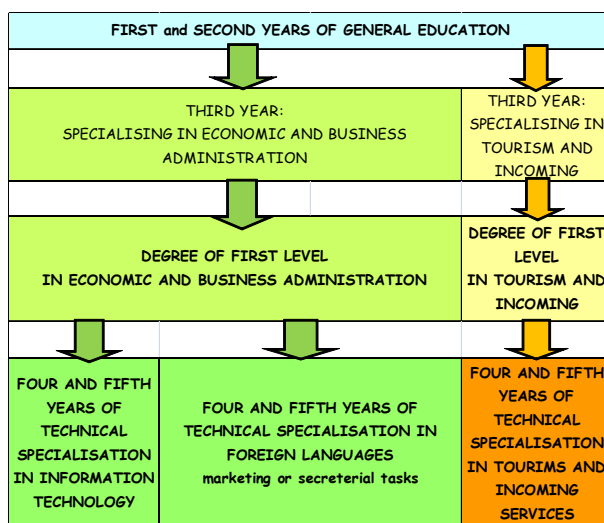 FIRST and SECOND YEARS OF GENERAL EDUCATION
THIRD YEAR:
SPECIALISING IN ECONOMIC AND BUSINESS
ADMINISTRATION
THIRD YEAR:
SPECIALISING IN
TOURISM AND
INCOMING
DEGREE OF FIRST LEVEL
IN ECONOMIC AND BUSINESS ADMINISTRATION
DEGREE OF FIRST
LEVEL
IN TOURISM AND
INCOMING
FOUR AND FIFTH
YEARS OF
TECHNICAL
SPECIALISATION
IN INFORMATION
TECHNOLOGY
FOUR AND FIFTH YEARS OF
TECHNICAL SPECIALISATION IN
FOREIGN LANGUAGES
marketing or secreterial tasks
FOUR AND FIFTH
YEARS OF
TECHNICAL
SPECIALISATION
IN TOURIMS AND
INCOMING
SERVICES